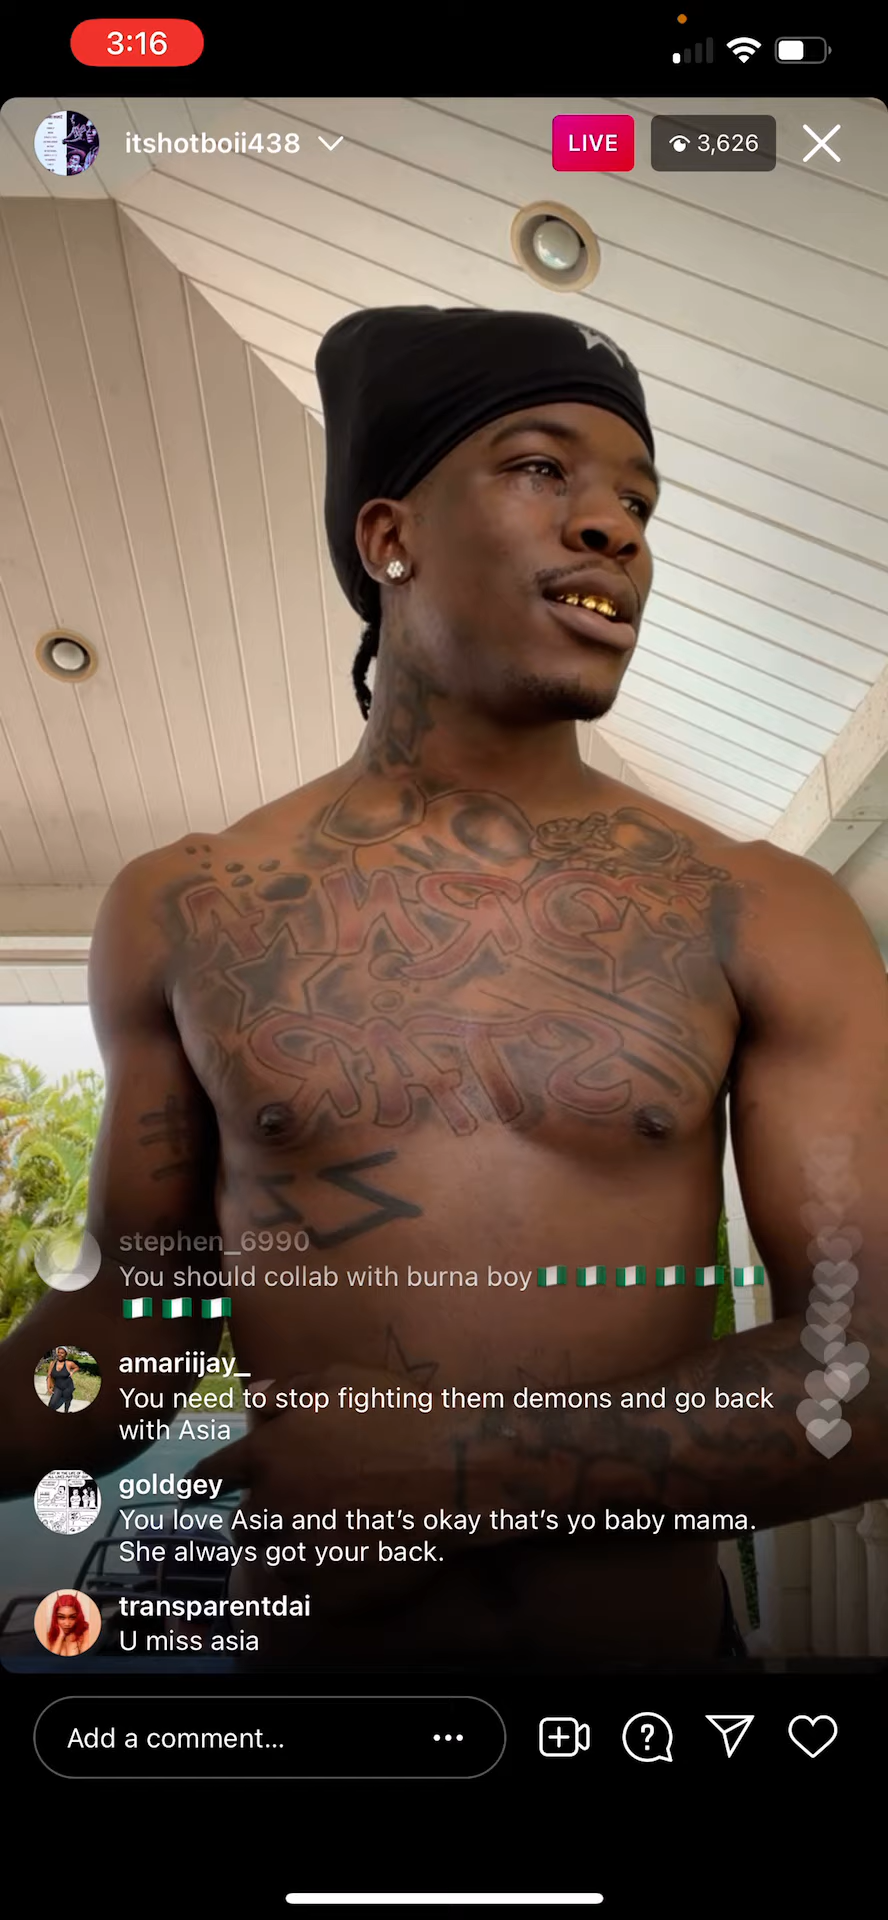 3:16
itshotboii438
LIVE
3,626
STAR
stephen_6990
You should collab with burna boy🇳🇬🇳🇬🇳🇬🇳🇬🇳🇬🇳🇬
🇳🇬🇳🇬🇳🇬
amariijay_
You need to stop fighting them demons and go back
with Asia
goldgey
You love Asia and that's okay that's yo baby mama.
She always got your back.
transparentdai
U miss asia
Add a comment...